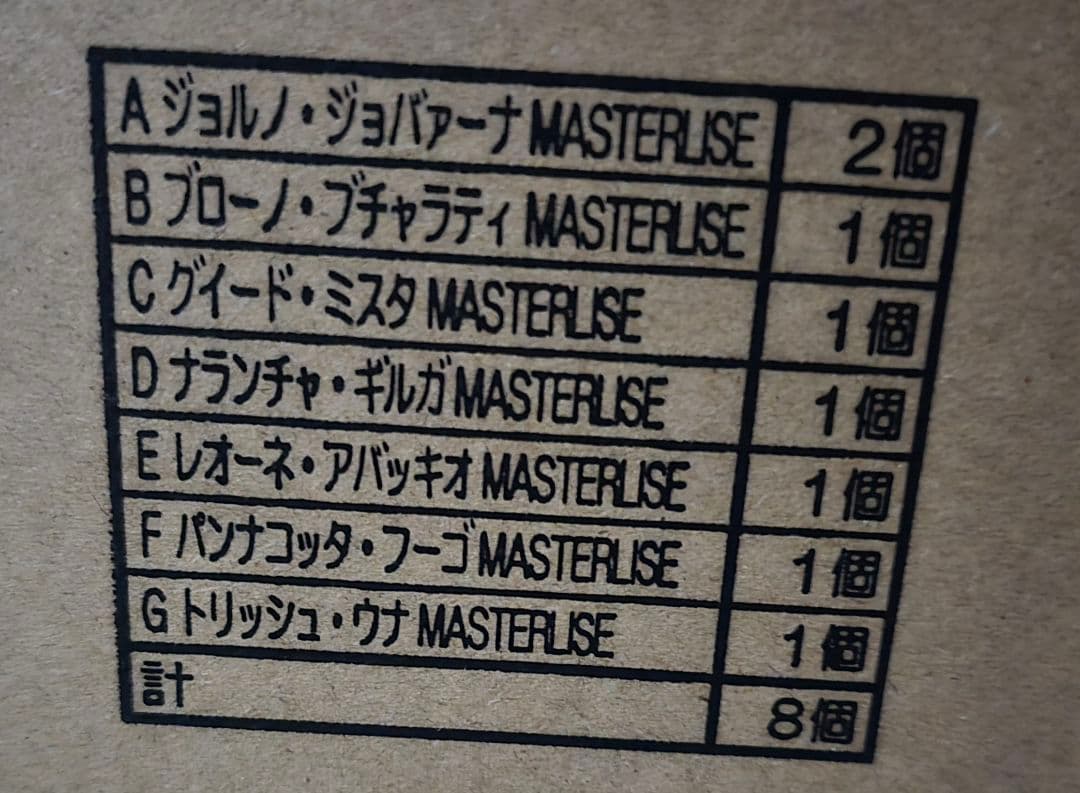 A ジョルノ・ジョバァーナ MASTERLISE 2個
B ブローノ・ブチャラティ MASTERLISE 1個
C グイード・ミスタ MASTERLISE 1個
D ナランチャ・ギルガ MASTERLISE 1個
E レオーネ・アバッキオ MASTERLISE 1個
F パンナコッタ・フーゴ MASTERLISE 1個
G トリッシュ・ウナ MASTERLISE 1個
計 8個